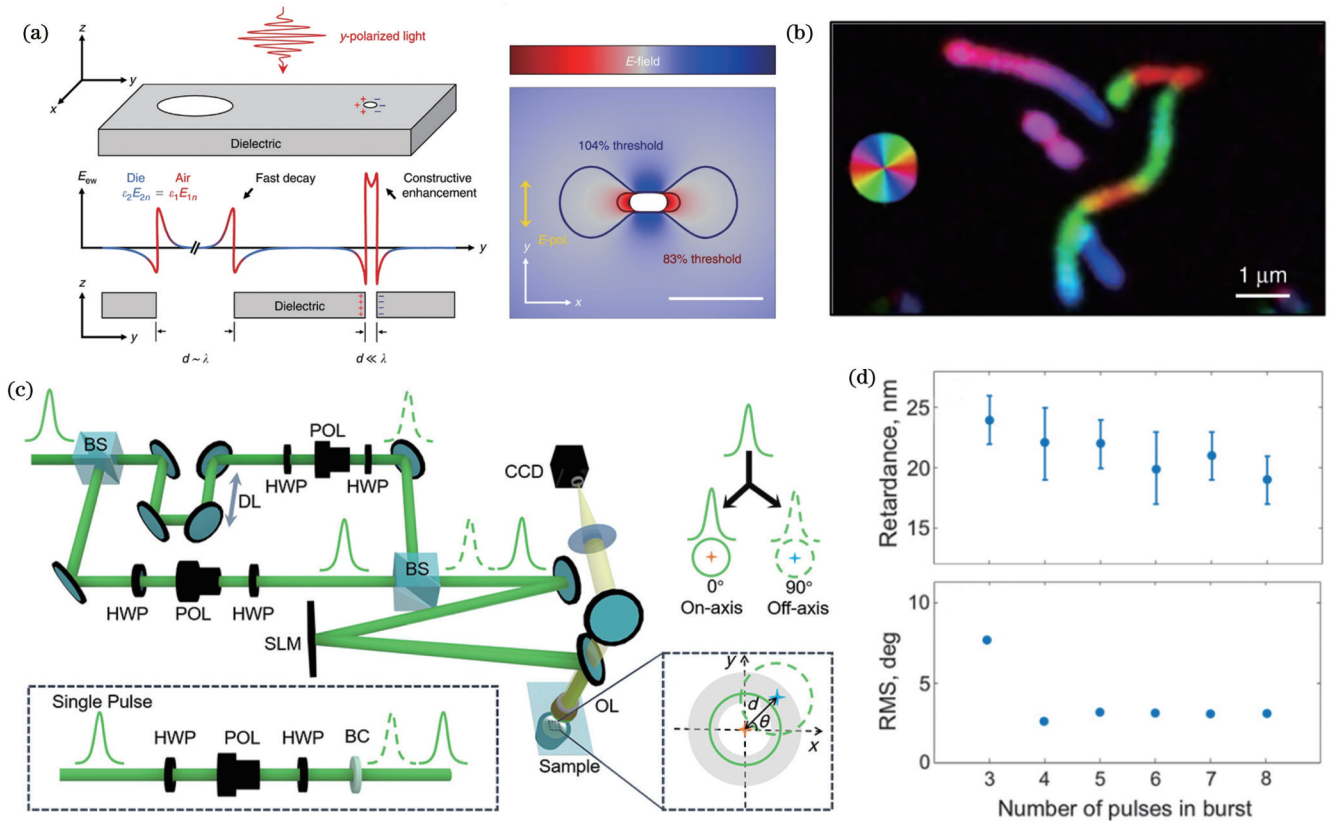 (a)
z
y
x
y-polarized light
+ + + − − −
Dielectric
E_ew
Die
Air
ε₂E₂ₙ = ε₁E₁ₙ
Fast decay
Constructive
enhancement
y
z
Dielectric
y
d ~ λ
d ≪ λ
E-field
104% threshold
E-pol.
83% threshold
y
x
(b)
1 μm
(c)
BS
POL
HWP
HWP
DL
CCD
HWP
POL
HWP
BS
SLM
OL
Sample
0°
On-axis
90°
Off-axis
Single Pulse
HWP
POL
HWP
BC
y
d
θ
x
(d)
Retardance, nm
25
20
15
RMS, deg
10
5
0
3 4 5 6 7 8
Number of pulses in burst